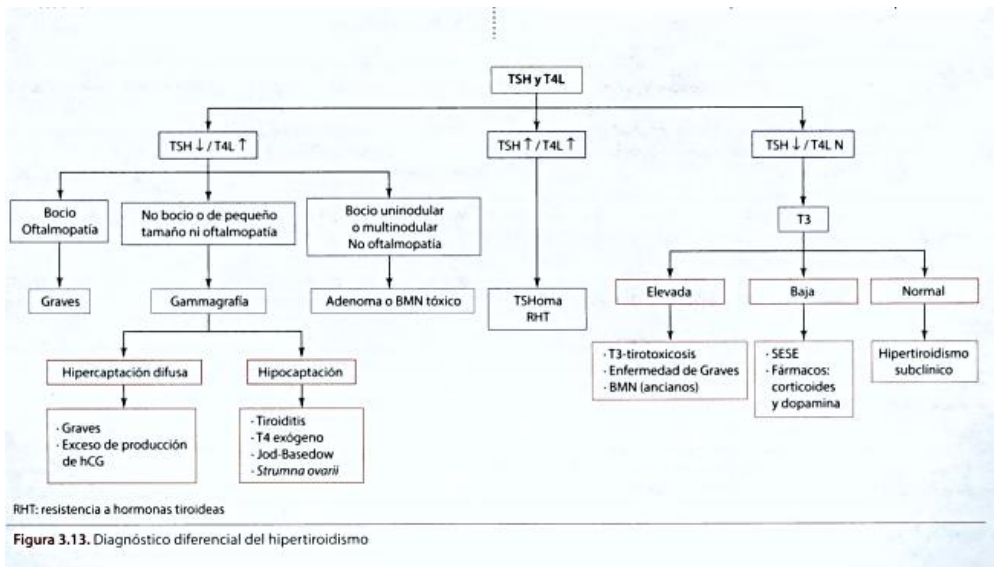 TSH y T4L
TSH ↓ / T4L ↑
TSH ↑ / T4L ↑
TSH ↓ / T4L N
Bocio
Oftalmopatía
No bocio o de pequeño
tamaño ni oftalmopatía
Bocio uninodular
o multinodular
No oftalmopatía
T3
Graves
Gammagrafía
Adenoma o BMN tóxico
TSHoma
RHT
Elevada
Baja
Normal
Hipercaptación difusa
Hipocaptación
· T3-tirotoxicosis
· Enfermedad de Graves
· BMN (ancianos)
· SESE
· Fármacos:
corticoides
y dopamina
Hipertiroidismo
subclínico
· Graves
· Exceso de producción
de hCG
· Tiroiditis
· T4 exógeno
· Jod-Basedow
· Strumna ovarii
RHT: resistencia a hormonas tiroideas
Figura 3.13. Diagnóstico diferencial del hipertiroidismo